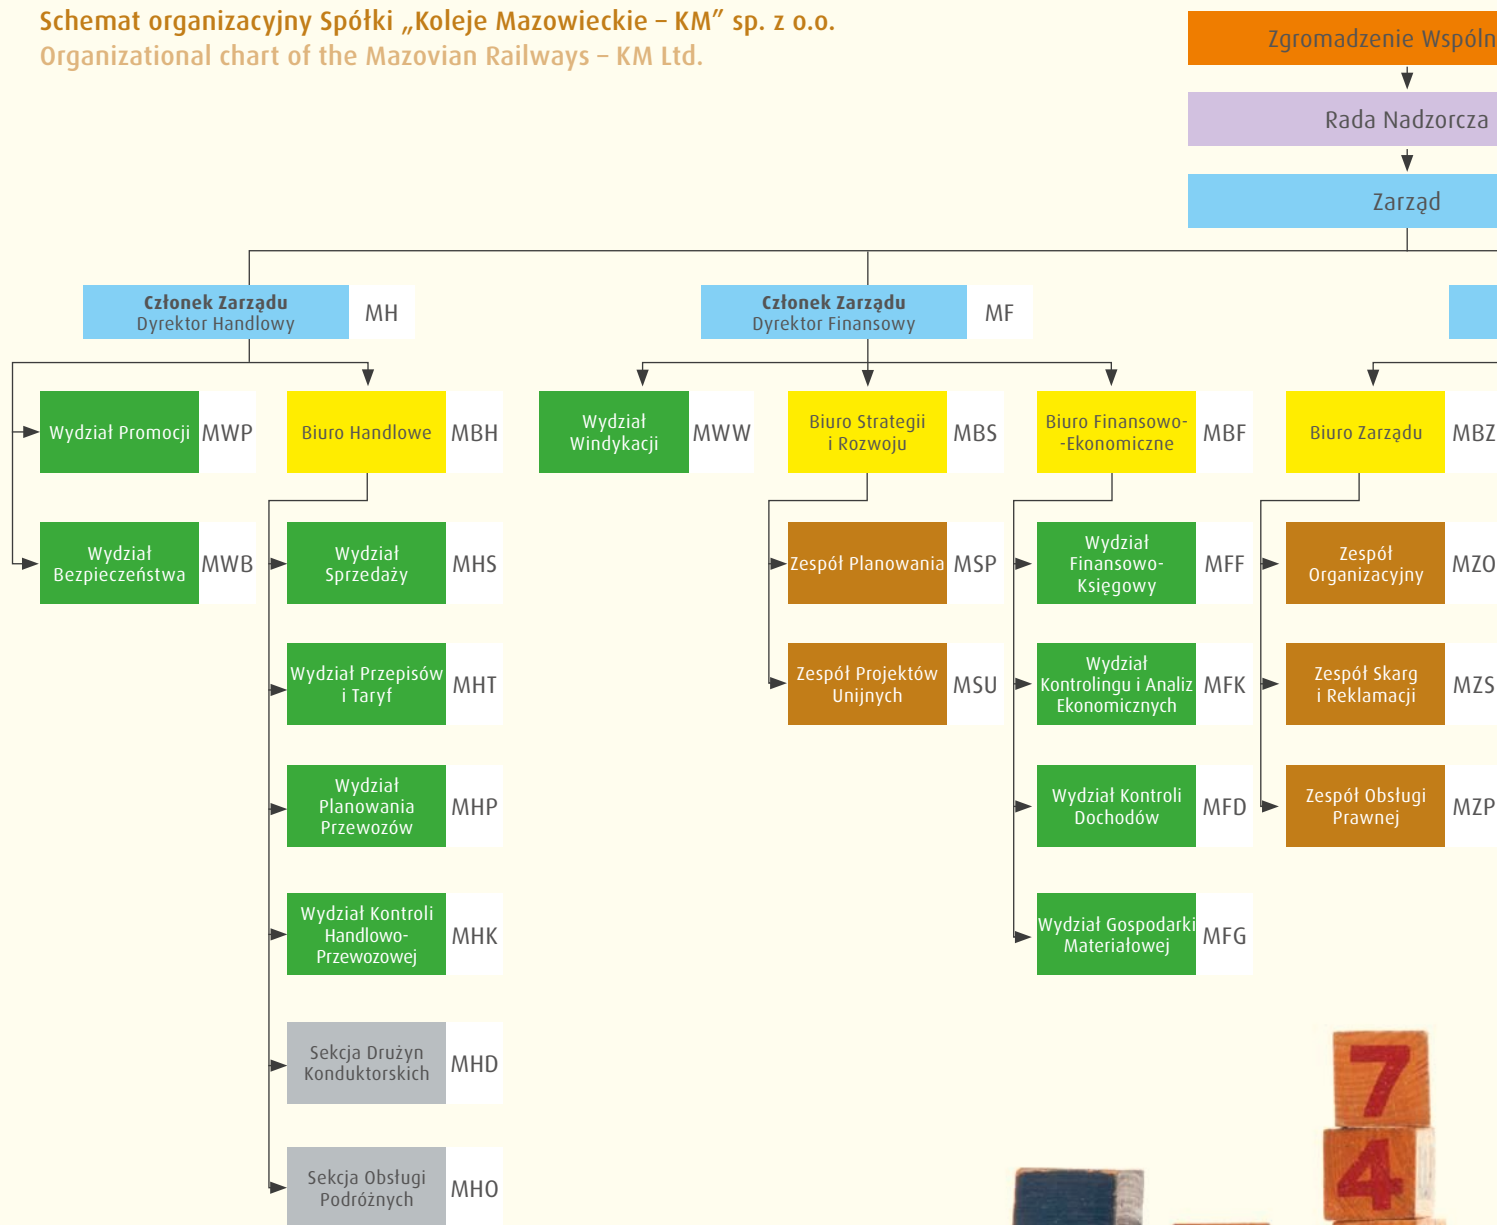 Schemat organizacyjny Spółki „Koleje Mazowieckie – KM” sp. z o.o.
Organizational chart of the Mazovian Railways – KM Ltd.
Zgromadzenie
Rada Nadzorcza
Zarząd
Członek Zarządu
Dyrektor Handlowy
MH
Członek Zarządu
Dyrektor Finansowy
MF
Wydział Promocji
MWP
Biuro Handlowe
MBH
Wydział
Windykacji
MWW
Biuro Strategii
i Rozwoju
MBS
Biuro Finansowo-
-Ekonomiczne
MBF
Biuro Zarządu
MBZ
Wydział
Bezpieczeństwa
MWB
Wydział
Sprzedaży
MHS
Zespół Planowania
MSP
Wydział
Finansowo-
Księgowy
MFF
Zespół
Organizacyjny
MZO
Wydział Przepisów
i Taryf
MHT
Zespół Projektów
Unijnych
MSU
Wydział
Kontrolingu i Analiz
Ekonomicznych
MFK
Zespół Skarg
i Reklamacji
MZS
Wydział
Planowania
Przewozów
MHP
Wydział Kontroli
Dochodów
MFD
Zespół Obsługi
Prawnej
MZP
Wydział Kontroli
Handlowo-
Przewozowej
MHK
Wydział Gospodarki
Materiałowej
MFG
Sekcja Drużyn
Konduktorskich
MHD
Sekcja Obsługi
Podróżnych
MHO
7
4